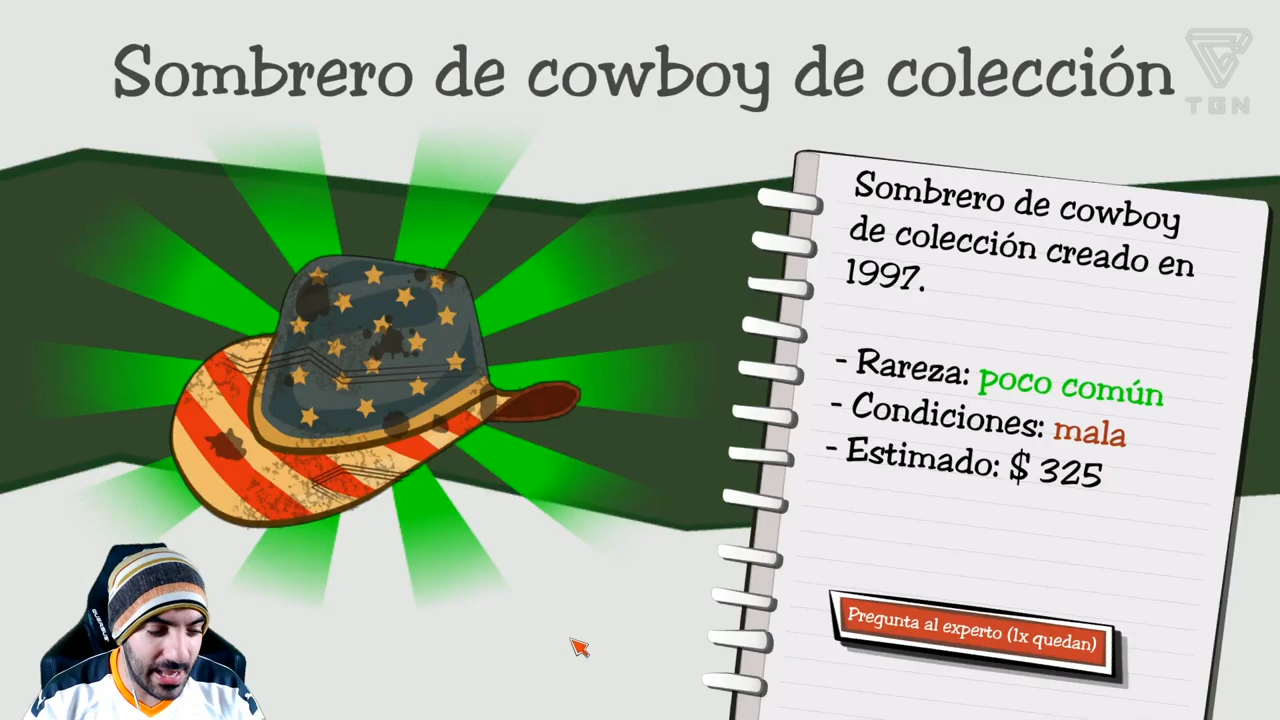 Sombrero de cowboy de colección
TGN
Sombrero de cowboy
de colección creado en
1997.
- Rareza: poco común
- Condiciones: mala
- Estimado: $ 325
Pregunta al experto (1x quedan)